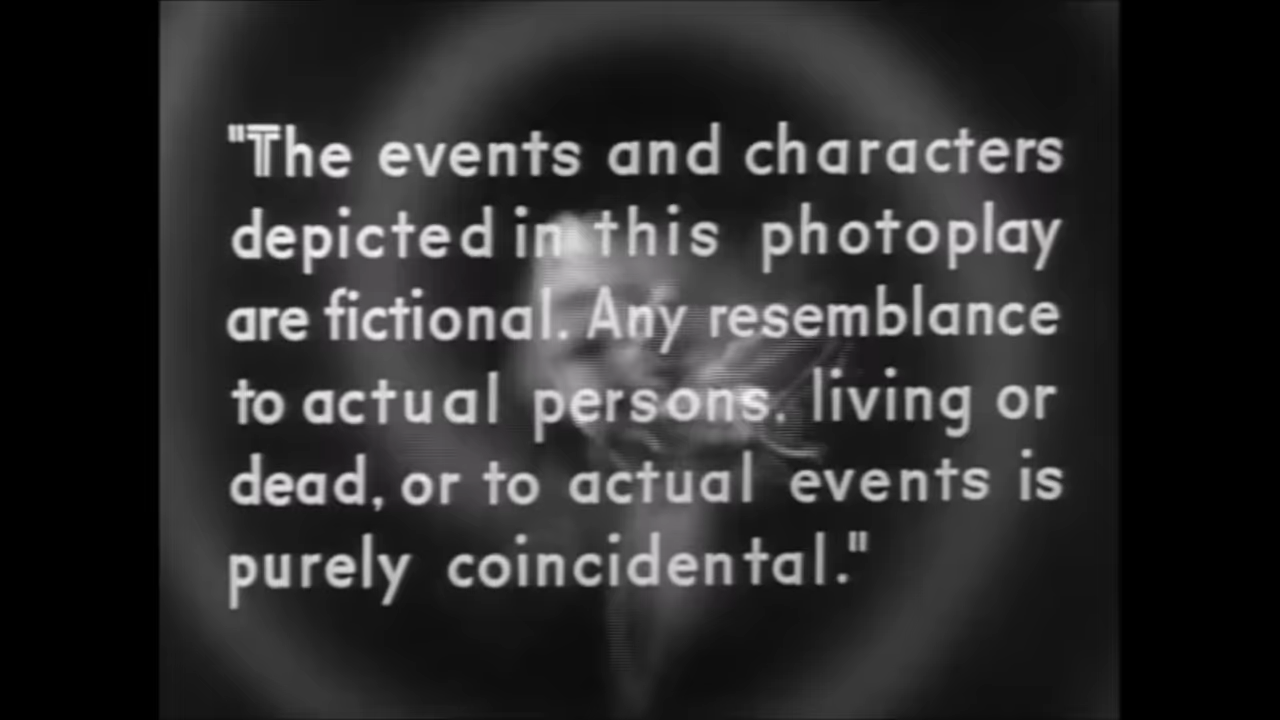 "The events and characters
depicted in this photoplay
are fictional. Any resemblance
to actual persons, living or
dead, or to actual events is
purely coincidental."